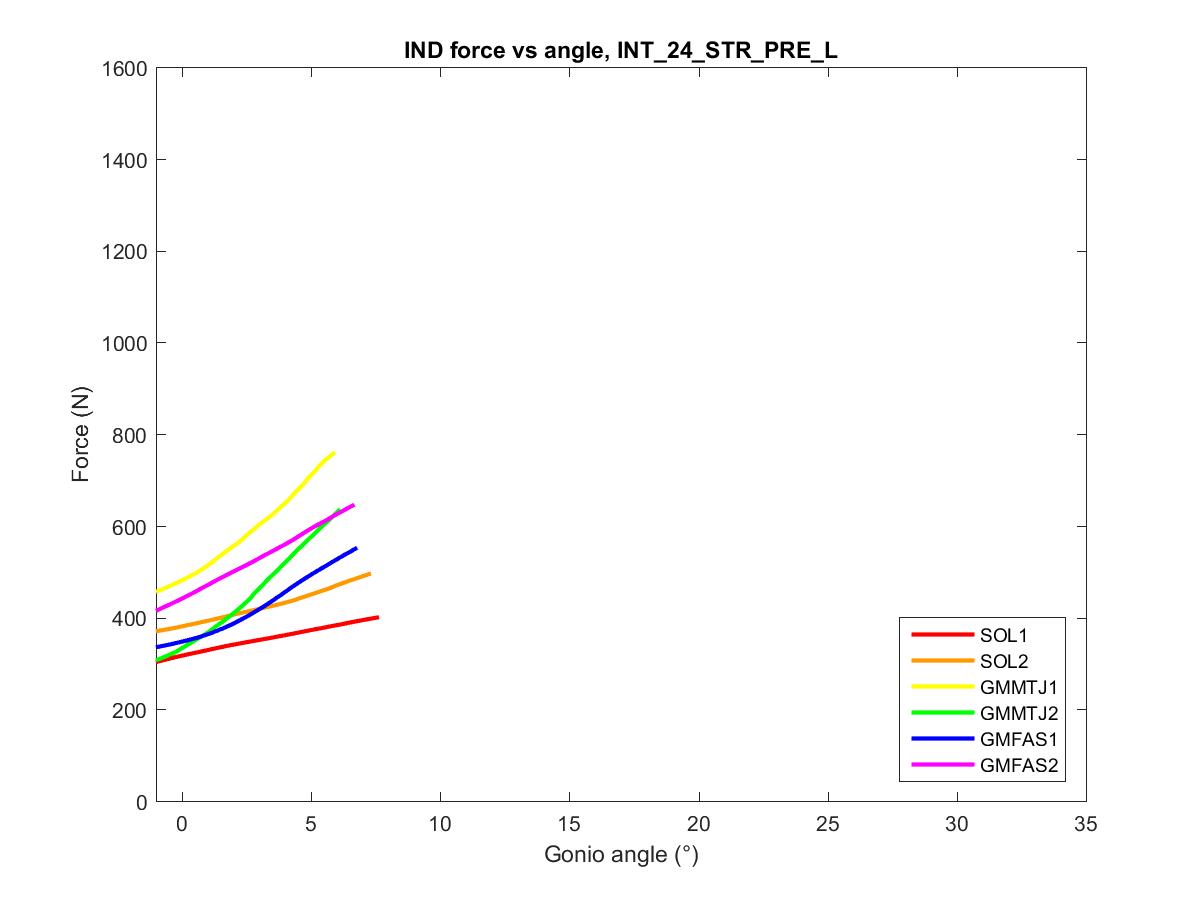 IND force vs angle, INT_24_STR_PRE_L
1600
1400
1200
1000
800
600
400
200
0
Force (N)
0 5 10 15 20 25 30 35
Gonio angle (°)
SOL1
SOL2
GMMTJ1
GMMTJ2
GMFAS1
GMFAS2